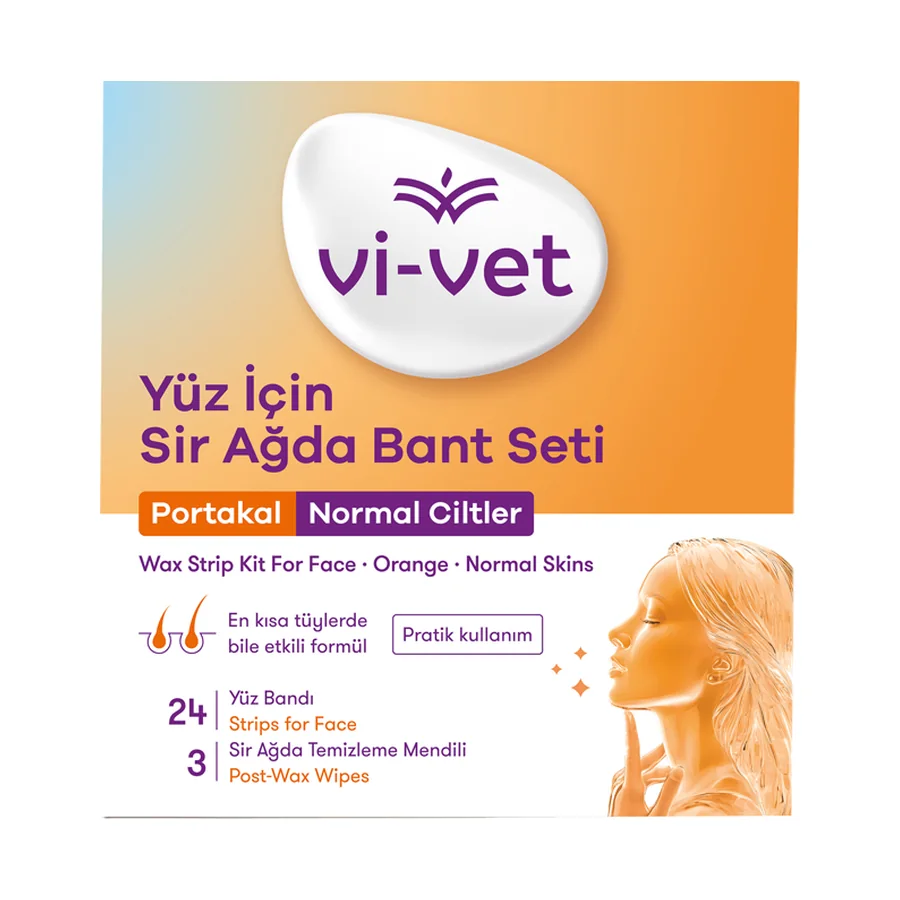 vi-vet
Yüz İçin
Sir Ağda Bant Seti
Portakal Normal Ciltler
Wax Strip Kit For Face · Orange · Normal Skins
En kısa tüylerde
bile etkili formül
Pratik kullanım
24 Yüz Bandı
Strips for Face
3 Sir Ağda Temizleme Mendili
Post-Wax Wipes